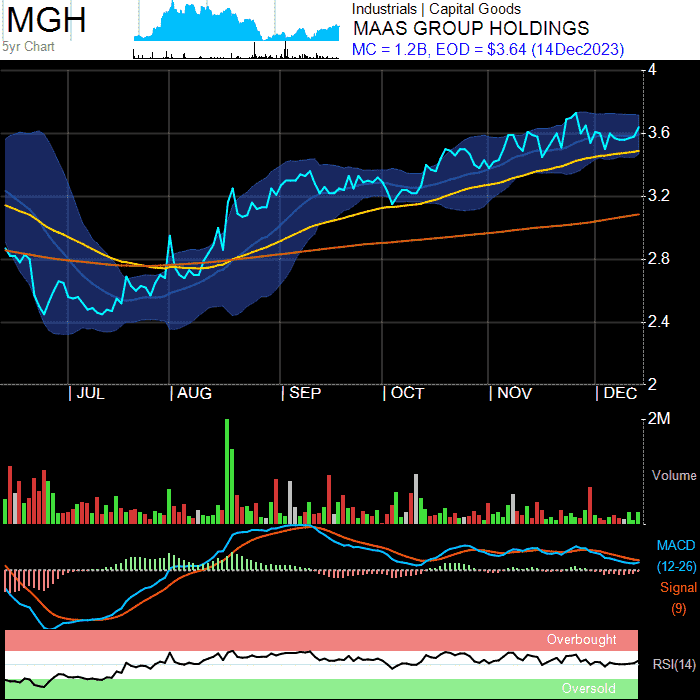 MGH
5yr Chart
Industrials | Capital Goods
MAAS GROUP HOLDINGS
MC = 1.2B, EOD = $3.64 (14Dec2023)
4
3.6
3.2
2.8
2.4
2
JUL AUG SEP OCT NOV DEC
2M
Volume
MACD
(12-26)
Signal
(9)
Overbought
RSI(14)
Oversold